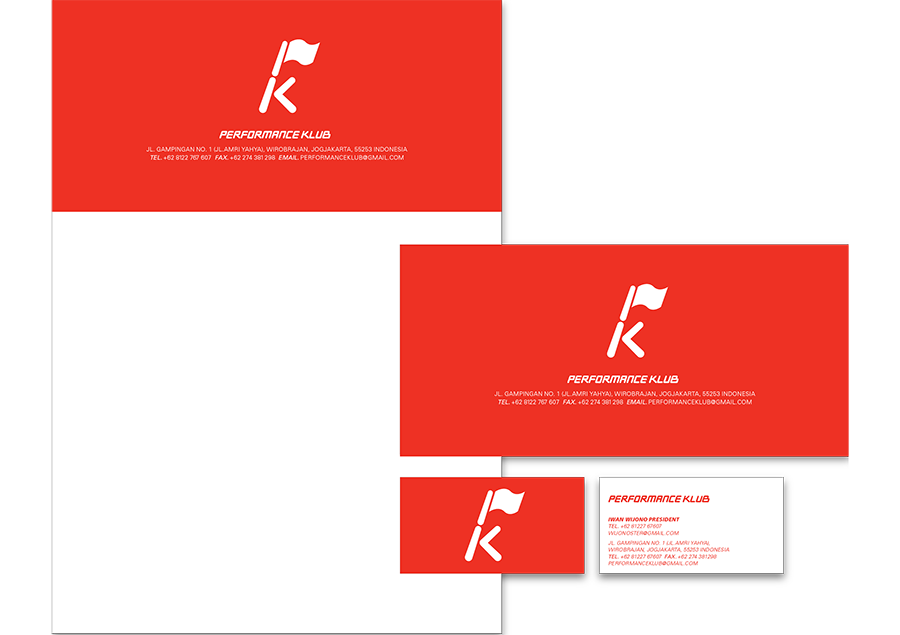 PERFORMANCE KLUB
JL. GAMPINGAN NO. 1 (JL.AMRI YAHYA), WIROBRAJAN, JOGJAKARTA, 55253 INDONESIA
TEL. +62 8122 767 607 FAX. +62 274 381 298 EMAIL. PERFORMANCEKLUB@GMAIL.COM
PERFORMANCE KLUB
JL. GAMPINGAN NO. 1 (JL.AMRI YAHYA), WIROBRAJAN, JOGJAKARTA, 55253 INDONESIA
TEL. +62 8122 767 607 FAX. +62 274 381 298 EMAIL. PERFORMANCEKLUB@GMAIL.COM
PERFORMANCE KLUB
IWAN WIJONO PRESIDENT
TEL. +62 81227 67607
WIJONOSTER@GMAIL.COM
JL. GAMPINGAN NO. 1 (JL.AMRI YAHYA),
WIROBRAJAN, JOGJAKARTA, 55253 INDONESIA
TEL. +62 81227 67607 FAX. +62 274 381298
PERFORMANCEKLUB@GMAIL.COM